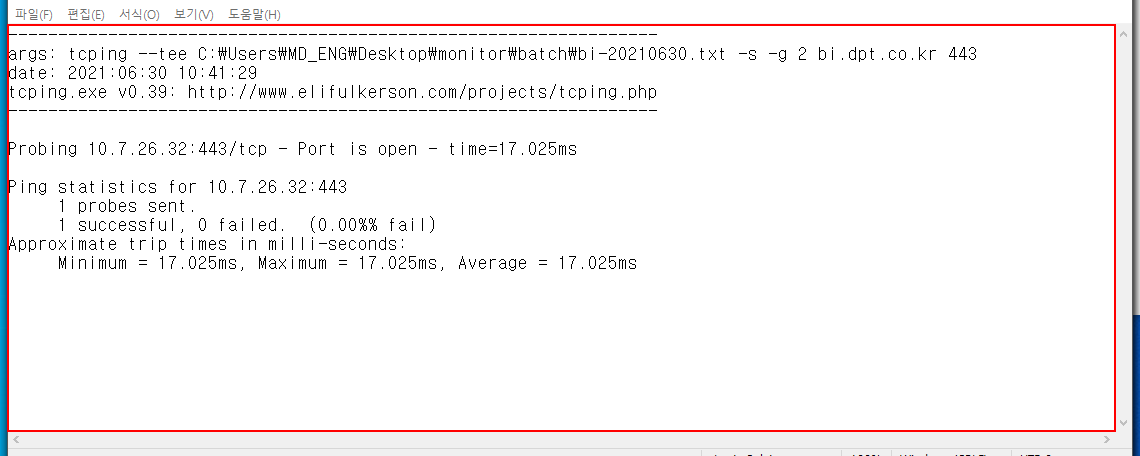 파일(F) 편집(E) 서식(O) 보기(V) 도움말(H)
-----------------------------------------------------------------
args: tcping --tee C:₩Users₩MD_ENG₩Desktop₩monitor₩batch₩bi-20210630.txt -s -g 2 bi.dpt.co.kr 443
date: 2021:06:30 10:41:29
tcping.exe v0.39: http://www.elifulkerson.com/projects/tcping.php
-----------------------------------------------------------------
Probing 10.7.26.32:443/tcp - Port is open - time=17.025ms
Ping statistics for 10.7.26.32:443
1 probes sent.
1 successful, 0 failed.  (0.00%% fail)
Approximate trip times in milli-seconds:
Minimum = 17.025ms, Maximum = 17.025ms, Average = 17.025ms